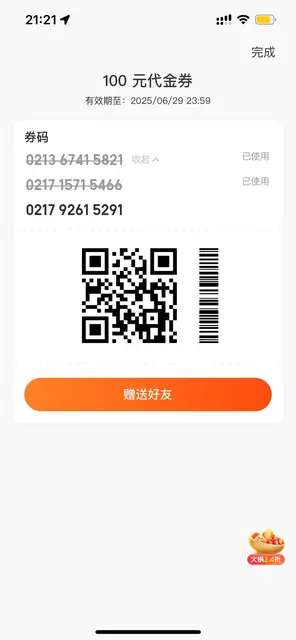 21:21
完成
100 元代金券
有效期至：2025/06/29 23:59
券码
0213 6741 5821 收起 已使用
0217 1571 5466 已使用
0217 9261 5291
赠送好友
火锅2.4折